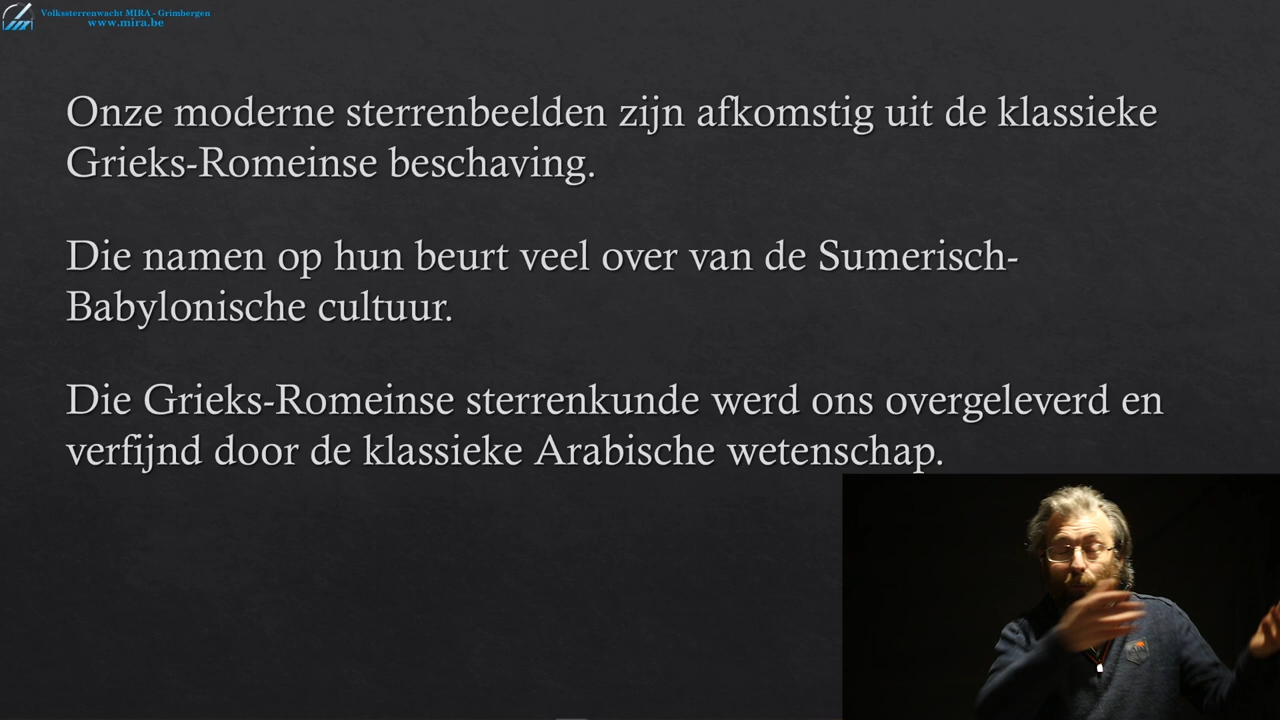 Volkssterrenwacht MIRA - Grimbergen
www.mira.be
Onze moderne sterrenbeelden zijn afkomstig uit de klassieke
Grieks-Romeinse beschaving.
Die namen op hun beurt veel over van de Sumerisch-
Babylonische cultuur.
Die Grieks-Romeinse sterrenkunde werd ons overgeleverd en
verfijnd door de klassieke Arabische wetenschap.